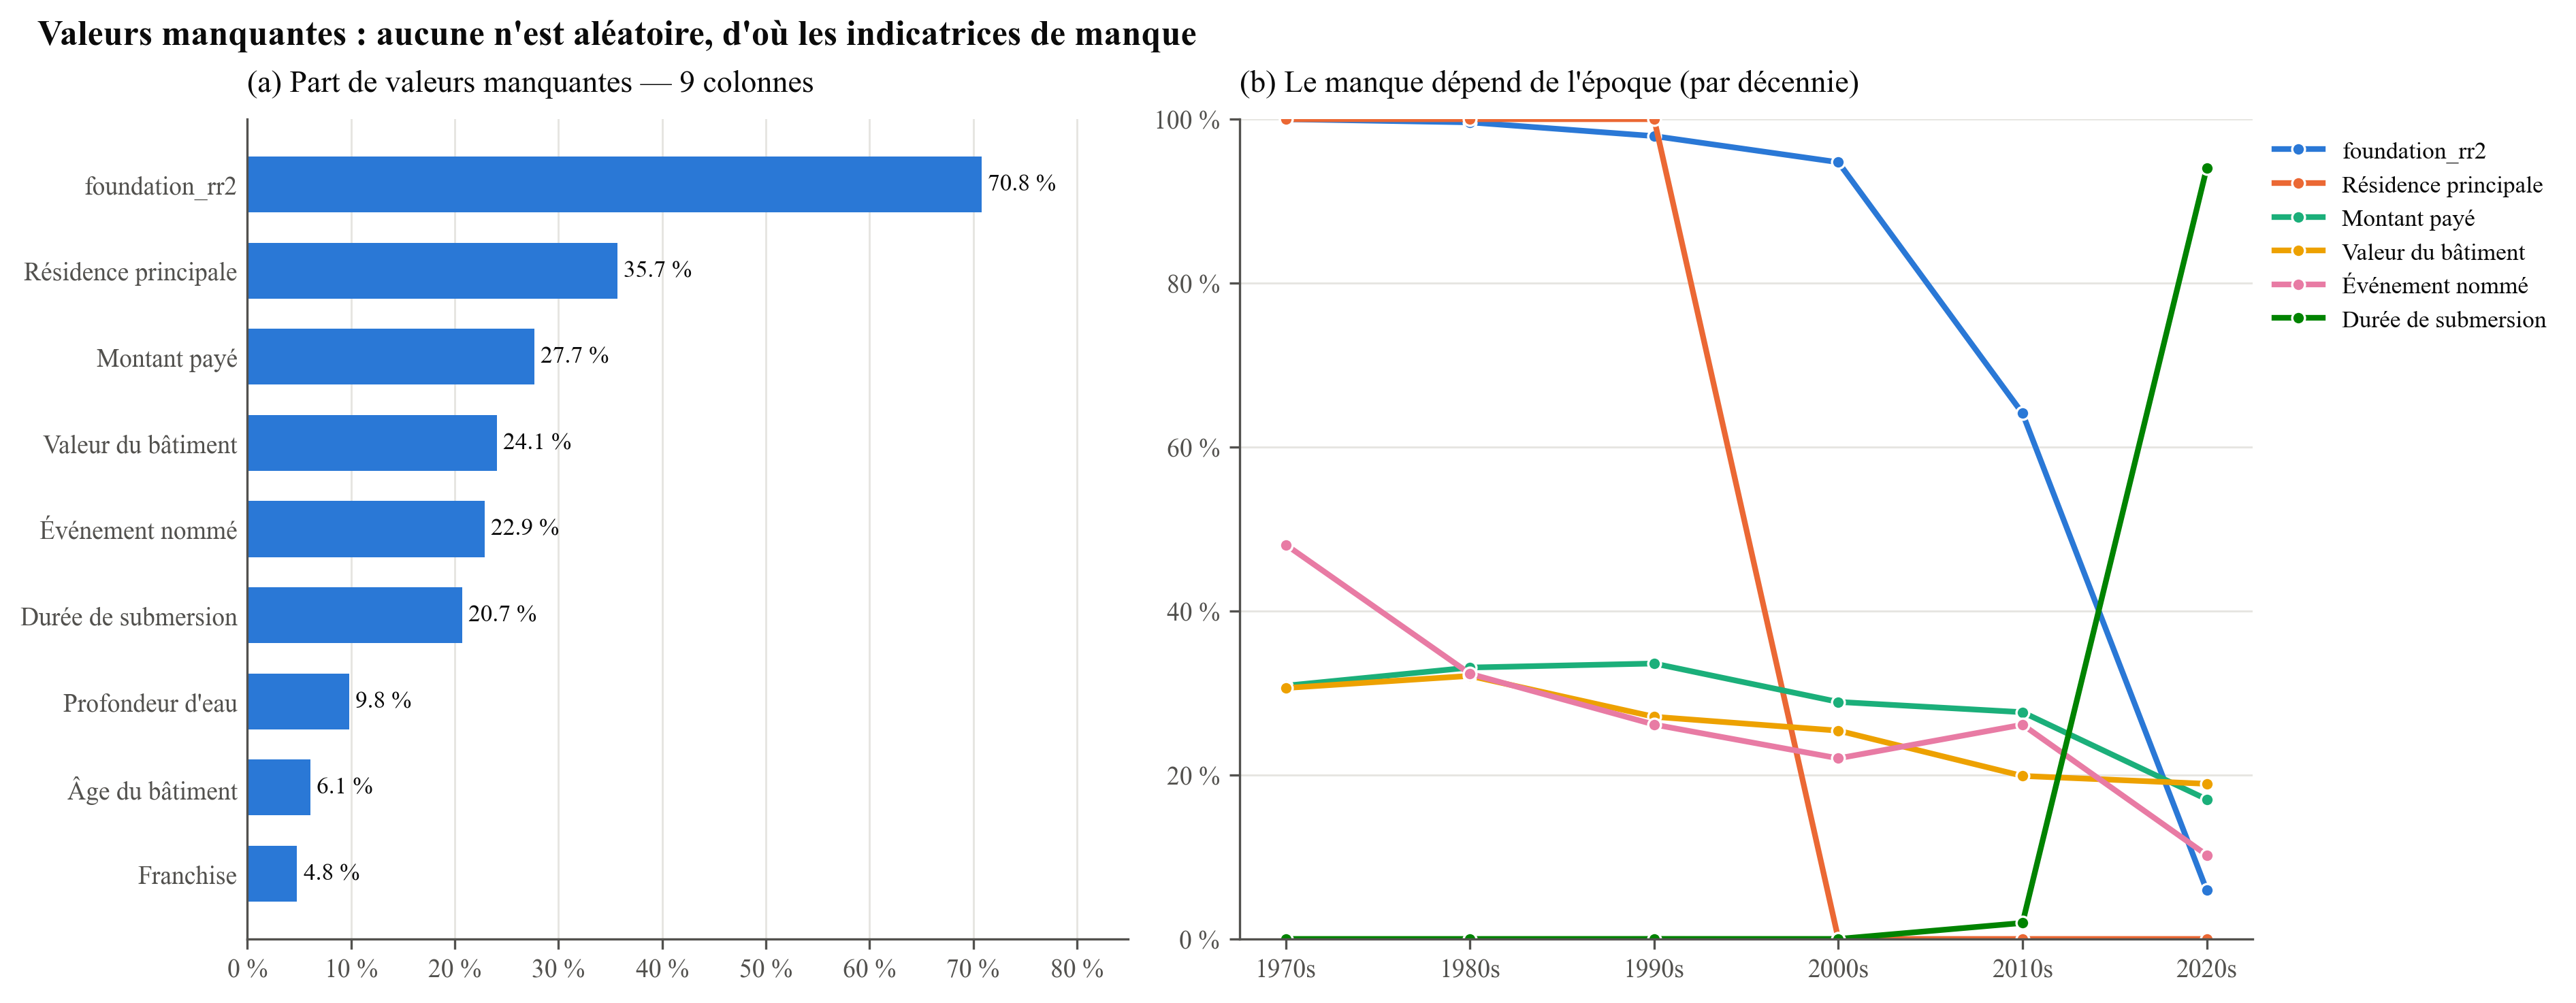 Valeurs manquantes : aucune n'est aléatoire, d'où les indicatrices de manque
(a) Part de valeurs manquantes — 9 colonnes
foundation_rr2
70.8 %
Résidence principale
35.7 %
Montant payé
27.7 %
Valeur du bâtiment
24.1 %
Événement nommé
22.9 %
Durée de submersion
20.7 %
Profondeur d'eau
9.8 %
Âge du bâtiment
6.1 %
Franchise
4.8 %
0 % 10 % 20 % 30 % 40 % 50 % 60 % 70 % 80 %
(b) Le manque dépend de l'époque (par décennie)
100 %
80 %
60 %
40 %
20 %
0 %
1970s 1980s 1990s 2000s 2010s 2020s
foundation_rr2
Résidence principale
Montant payé
Valeur du bâtiment
Événement nommé
Durée de submersion